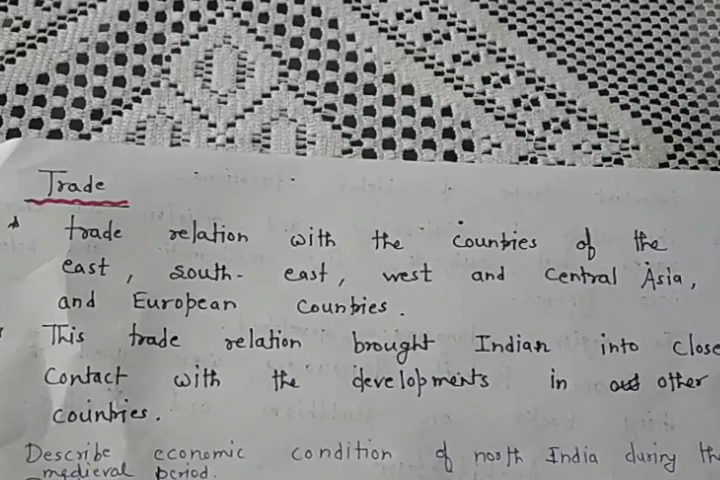 Trade
* trade relation with the countries of the
east, south-east, west and Central Asia,
and European countries.
* This trade relation brought Indian into close
contact with the developments in other
countries.
Describe economic condition of north India during the
medieval period.